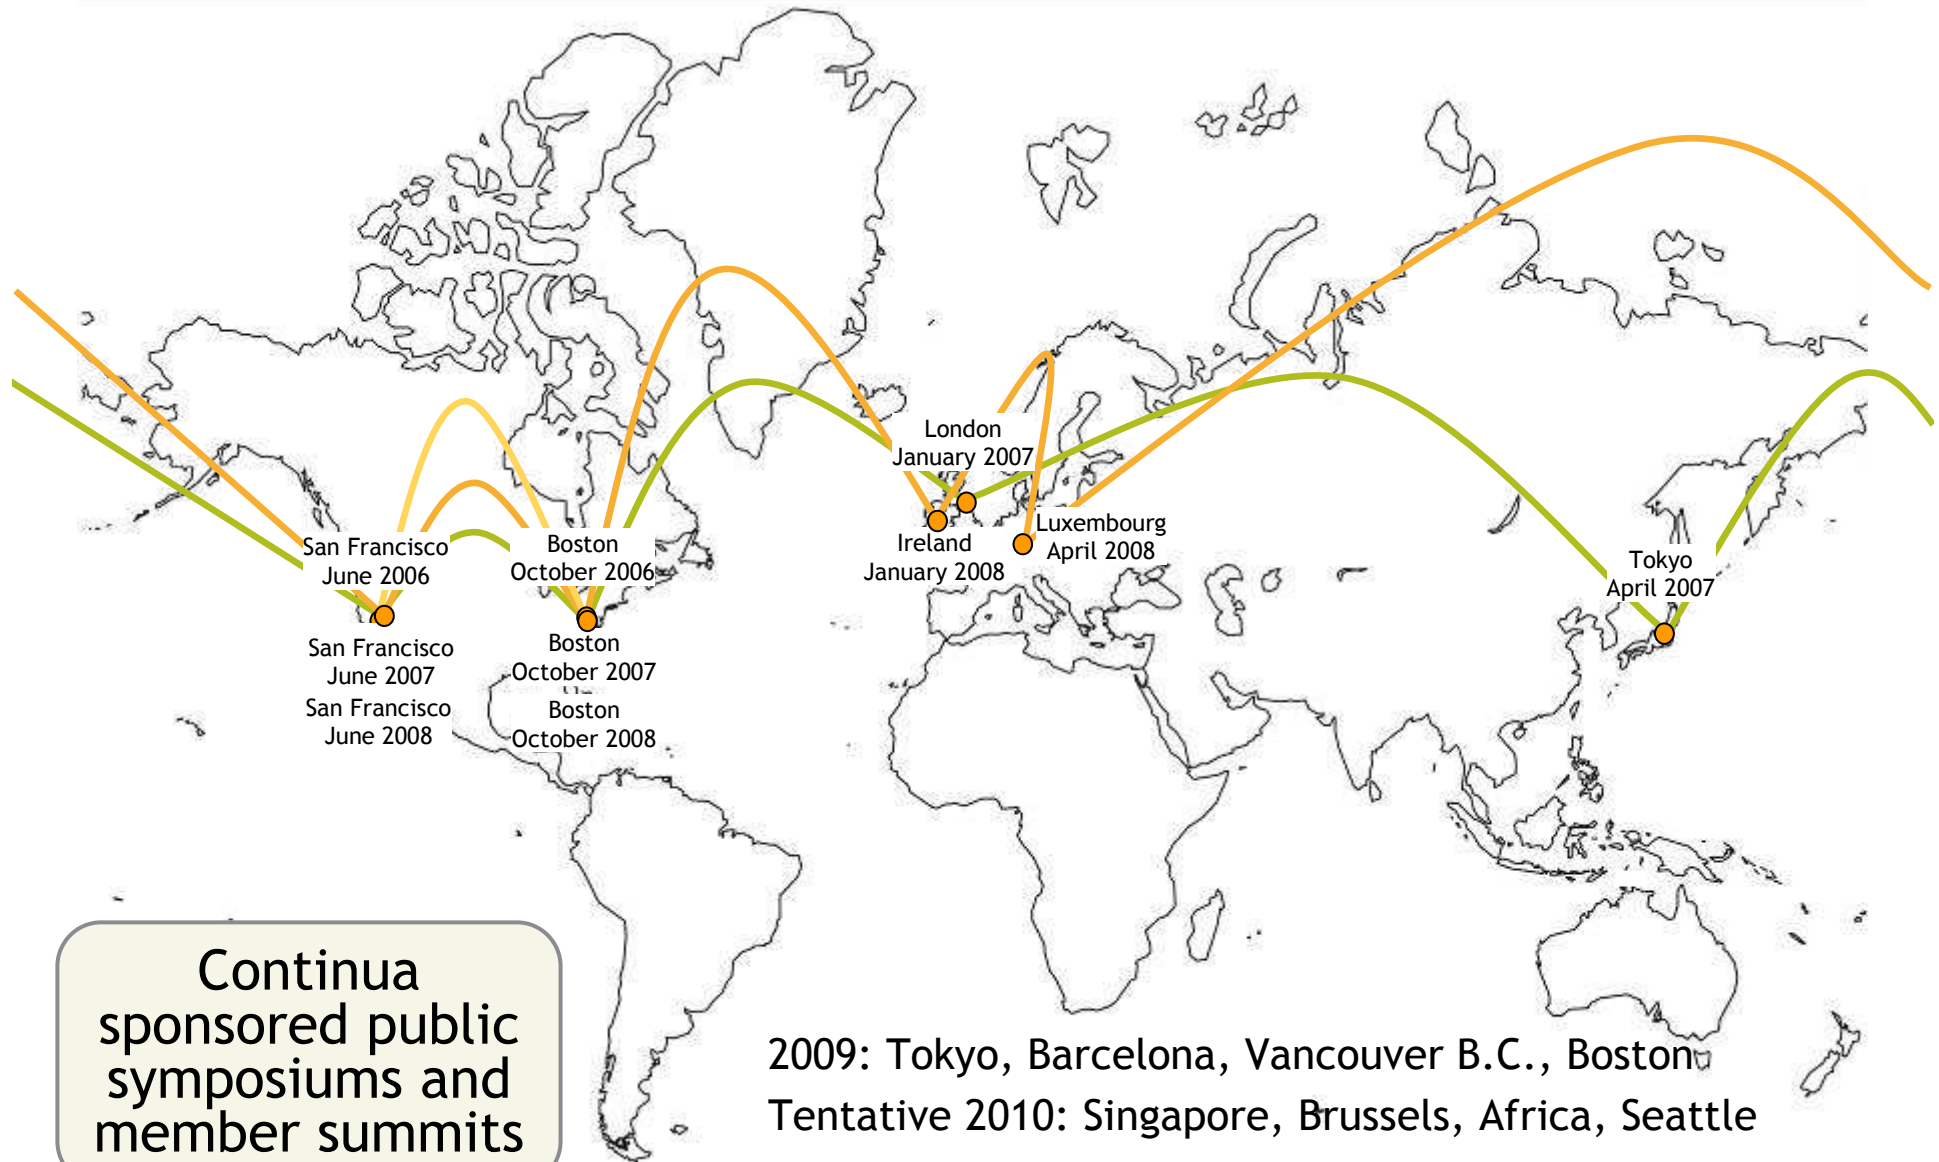 London
January 2007
San Francisco
June 2006
Boston
October 2006
Ireland
January 2008
Luxembourg
April 2008
Tokyo
April 2007
San Francisco
June 2007
San Francisco
June 2008
Boston
October 2007
Boston
October 2008
Continua
sponsored public
symposiums and
member summits
2009: Tokyo, Barcelona, Vancouver B.C., Boston
Tentative 2010: Singapore, Brussels, Africa, Seattle